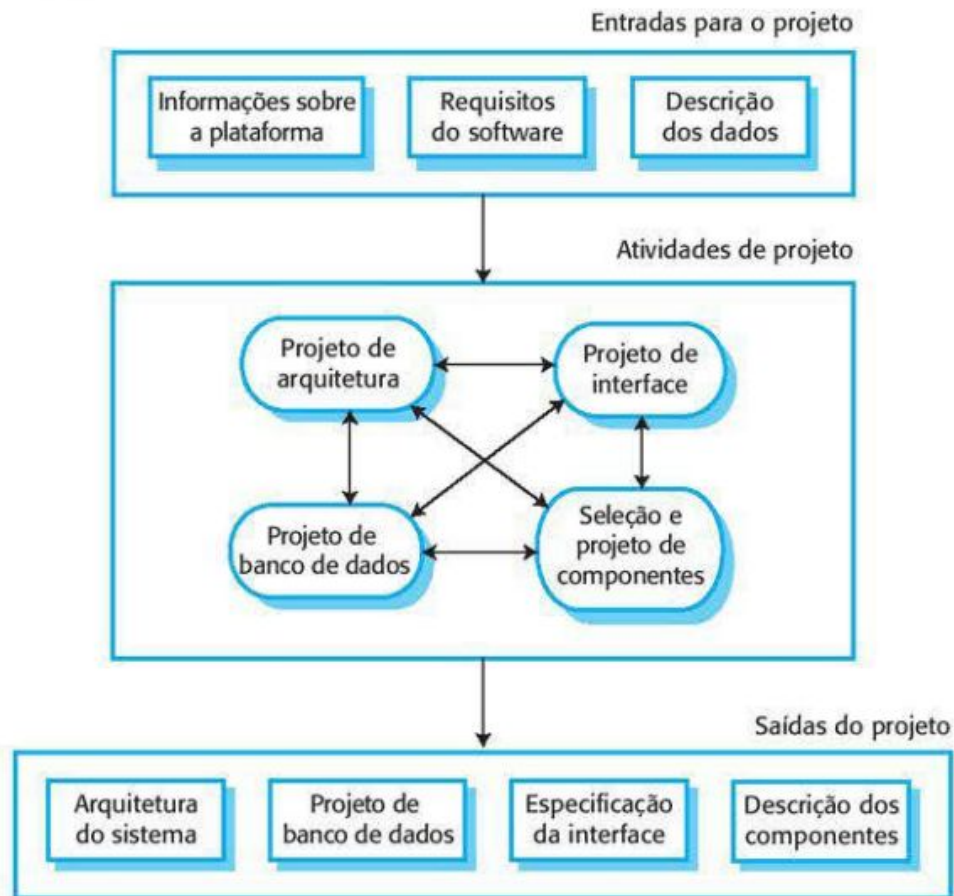 Entradas para o projeto
Informações sobre
a plataforma
Requisitos
do software
Descrição
dos dados
Atividades de projeto
Projeto de
arquitetura
Projeto de
interface
Projeto de
banco de dados
Seleção e
projeto de
componentes
Saídas do projeto
Arquitetura
do sistema
Projeto de
banco de dados
Especificação
da interface
Descrição dos
componentes